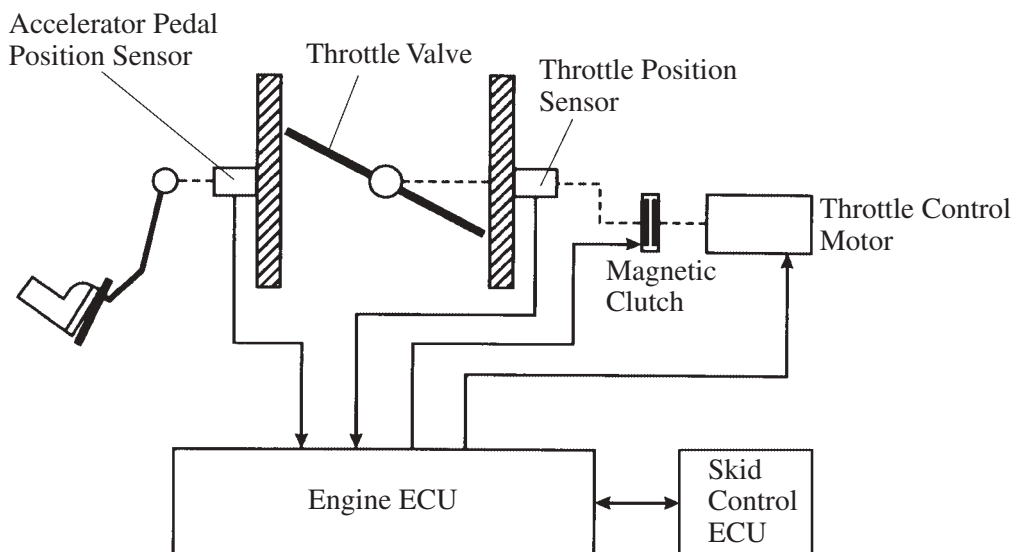 Accelerator Pedal
Position Sensor
Throttle Valve
Throttle Position
Sensor
Throttle Control
Motor
Magnetic
Clutch
Engine ECU
Skid
Control
ECU